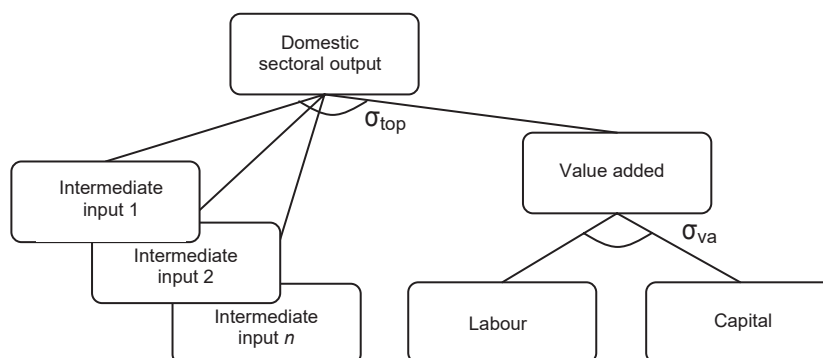 Domestic
sectoral output
σtop
Intermediate
input 1
Value added
Intermediate
input 2
σva
Intermediate
input n
Labour
Capital